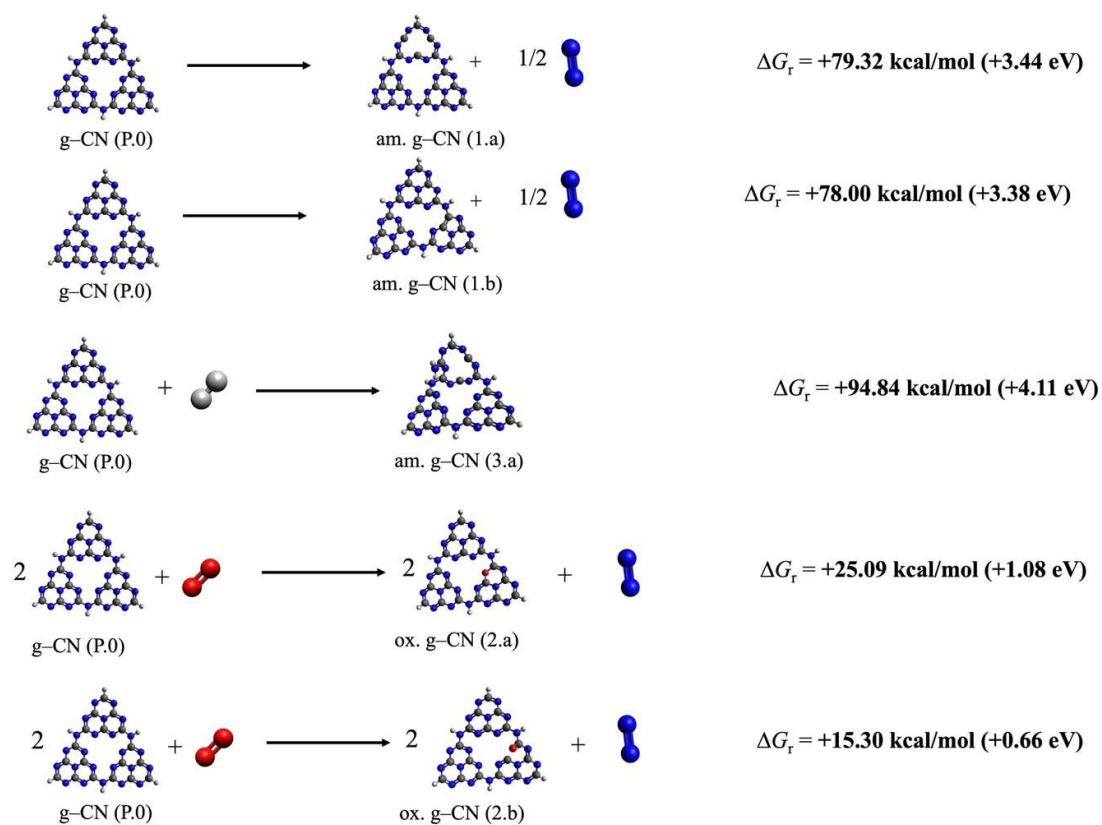 + 1/2 ΔGr = +79.32 kcal/mol (+3.44 eV)
g–CN (P.0) am. g–CN (1.a)
+ 1/2 ΔGr = +78.00 kcal/mol (+3.38 eV)
g–CN (P.0) am. g–CN (1.b)
+ ΔGr = +94.84 kcal/mol (+4.11 eV)
g–CN (P.0) am. g–CN (3.a)
2 + 2 + ΔGr = +25.09 kcal/mol (+1.08 eV)
g–CN (P.0) ox. g–CN (2.a)
2 + 2 + ΔGr = +15.30 kcal/mol (+0.66 eV)
g–CN (P.0) ox. g–CN (2.b)